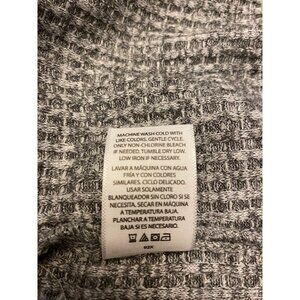 MACHINE WASH COLD WITH
LIKE COLORS, GENTLE CYCLE.
ONLY NON-CHLORINE BLEACH
IF NEEDED, TUMBLE DRY LOW,
LOW IRON IF NECESSARY.
LAVAR A MÁQUINA CON AGUA
FRÍA Y CON COLORES
SIMILARES, CICLO DELICADO,
USAR SOLAMENTE
BLANQUEADOR SIN CLORO SI SE
NECESITA, SECAR EN MÁQUINA
A TEMPERATURA BAJA.
PLANCHAR A TEMPERATURA
BAJA SI ES NECESARIO.